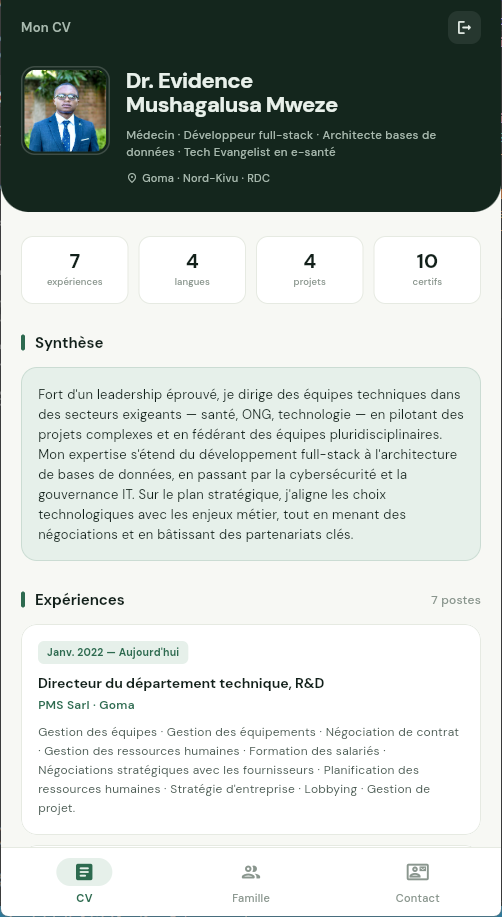 Mon CV
Dr. Evidence
Mushagalusa Mweze
Médecin · Développeur full-stack · Architecte bases de
données · Tech Evangelist en e-santé
Goma · Nord-Kivu · RDC
7
expériences
4
langues
4
projets
10
certifs
Synthèse
Fort d'un leadership éprouvé, je dirige des équipes techniques dans
des secteurs exigeants — santé, ONG, technologie — en pilotant des
projets complexes et en fédérant des équipes pluridisciplinaires.
Mon expertise s'étend du développement full-stack à l'architecture
de bases de données, en passant par la cybersécurité et la
gouvernance IT. Sur le plan stratégique, j'aligne les choix
technologiques avec les enjeux métier, tout en menant des
négociations et en bâtissant des partenariats clés.
Expériences
7 postes
Janv. 2022 — Aujourd'hui
Directeur du département technique, R&D
PMS Sarl · Goma
Gestion des équipes · Gestion des équipements · Négociation de contrat
· Gestion des ressources humaines · Formation des salariés ·
Négociations stratégiques avec les fournisseurs · Planification des
ressources humaines · Stratégie d'entreprise · Lobbying · Gestion de
projet.
CV
Famille
Contact